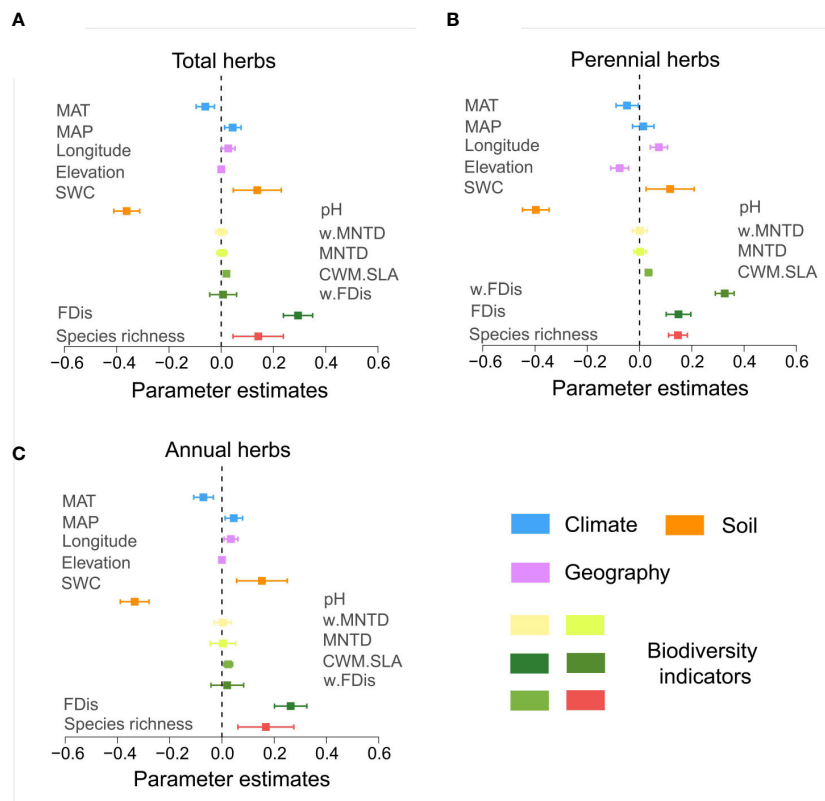 A
Total herbs
MAT
MAP
Longitude
Elevation
SWC
pH
w.MNTD
MNTD
CWM.SLA
w.FDis
FDis
Species richness
−0.6 −0.4 −0.2 0.0 0.2 0.4 0.6
Parameter estimates
B
Perennial herbs
MAT
MAP
Longitude
Elevation
SWC
pH
w.MNTD
MNTD
CWM.SLA
w.FDis
FDis
Species richness
−0.6 −0.4 −0.2 0.0 0.2 0.4 0.6
Parameter estimates
C
Annual herbs
MAT
MAP
Longitude
Elevation
SWC
pH
w.MNTD
MNTD
CWM.SLA
w.FDis
FDis
Species richness
−0.6 −0.4 −0.2 0.0 0.2 0.4 0.6
Parameter estimates
Climate Soil
Geography
Biodiversity
indicators